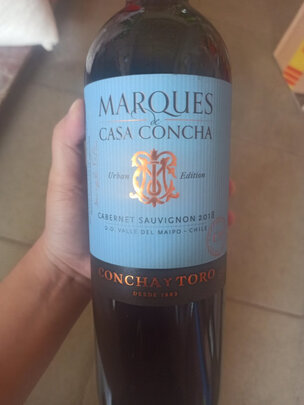 MARQUES
de
CASA CONCHA
Urban Edition
CABERNET SAUVIGNON 2018
D.O. VALLE DEL MAIPO - CHILE
CONCHA Y TORO
DESDE 1883